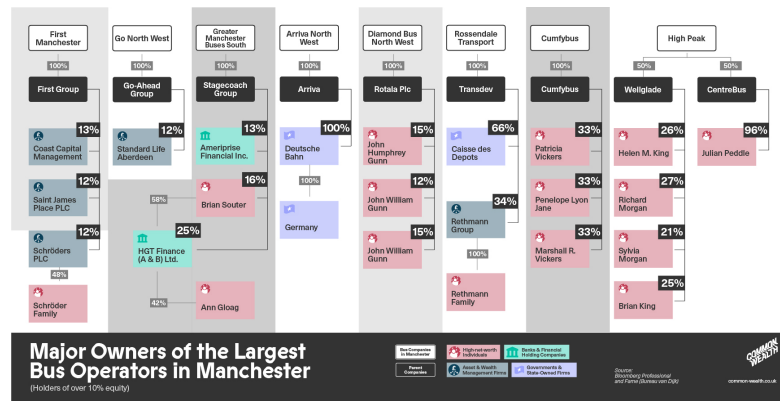 First
Manchester
Go North West
Greater
Manchester
Buses South
Arriva North
West
Diamond Bus
North West
Rossendale
Transport
Cumfybus
High Peak
100%
100%
100%
100%
100%
100%
100%
50%
50%
First Group
Go-Ahead
Group
Stagecoach
Group
Arriva
Rotala Plc
Transdev
Cumfybus
Wellglade
CentreBus
13%
Coast Capital
Management
12%
Standard Life
Aberdeen
13%
Ameriprise
Financial Inc.
100%
Deutsche
Bahn
15%
John
Humphrey
Gunn
66%
Caisse des
Depots
33%
Patricia
Vickers
26%
Helen M. King
96%
Julian Peddle
12%
Saint James
Place PLC
58%
16%
Brian Souter
100%
Germany
12%
John William
Gunn
34%
Rethmann
Group
33%
Penelope Lyon
Jane
27%
Richard
Morgan
12%
Schröders
PLC
25%
HGT Finance
(A & B) Ltd.
15%
John William
Gunn
100%
33%
Marshall R.
Vickers
21%
Sylvia
Morgan
48%
Schröder
Family
42%
Ann Gloag
Rethmann
Family
25%
Brian King
Major Owners of the Largest
Bus Operators in Manchester
(Holders of over 10% equity)
Bus Companies
in Manchester
Parent
Companies
High-net-worth
Individuals
Asset & Wealth
Management Firms
Banks & Financial
Holding Companies
Governments &
State-Owned Firms
Source:
Bloomberg Professional
and Fame (Bureau van Dijk)
COMMON
WEALTH
common-wealth.co.uk